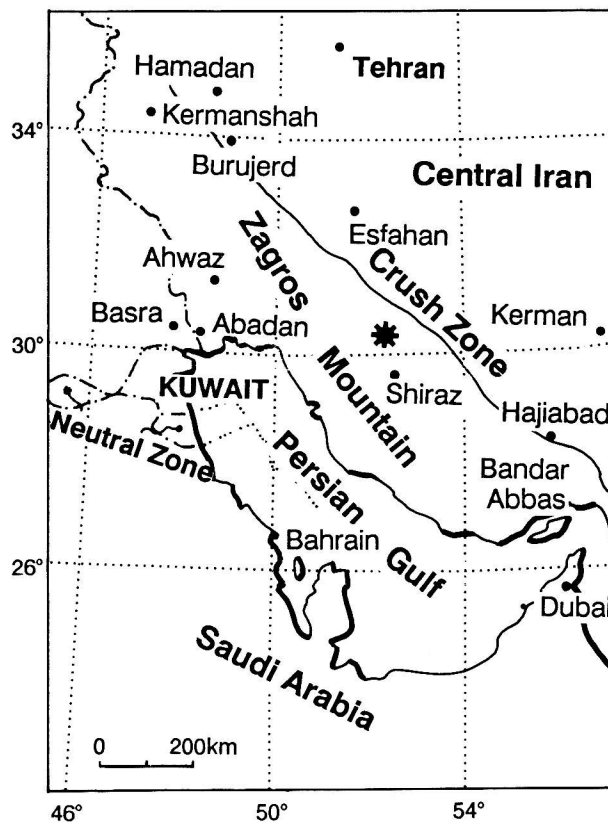 Hamadan
Tehran
Kermanshah
34°
Burujerd
Central Iran
Zagros
Esfahan
Crush Zone
Ahwaz
Basra
Abadan
Kerman
30°
KUWAIT
Mountain
Shiraz
Hajiabad
Neutral Zone
Persian
Gulf
Bandar
Abbas
Bahrain
26°
Dubai
Saudi Arabia
0 200km
46° 50° 54°